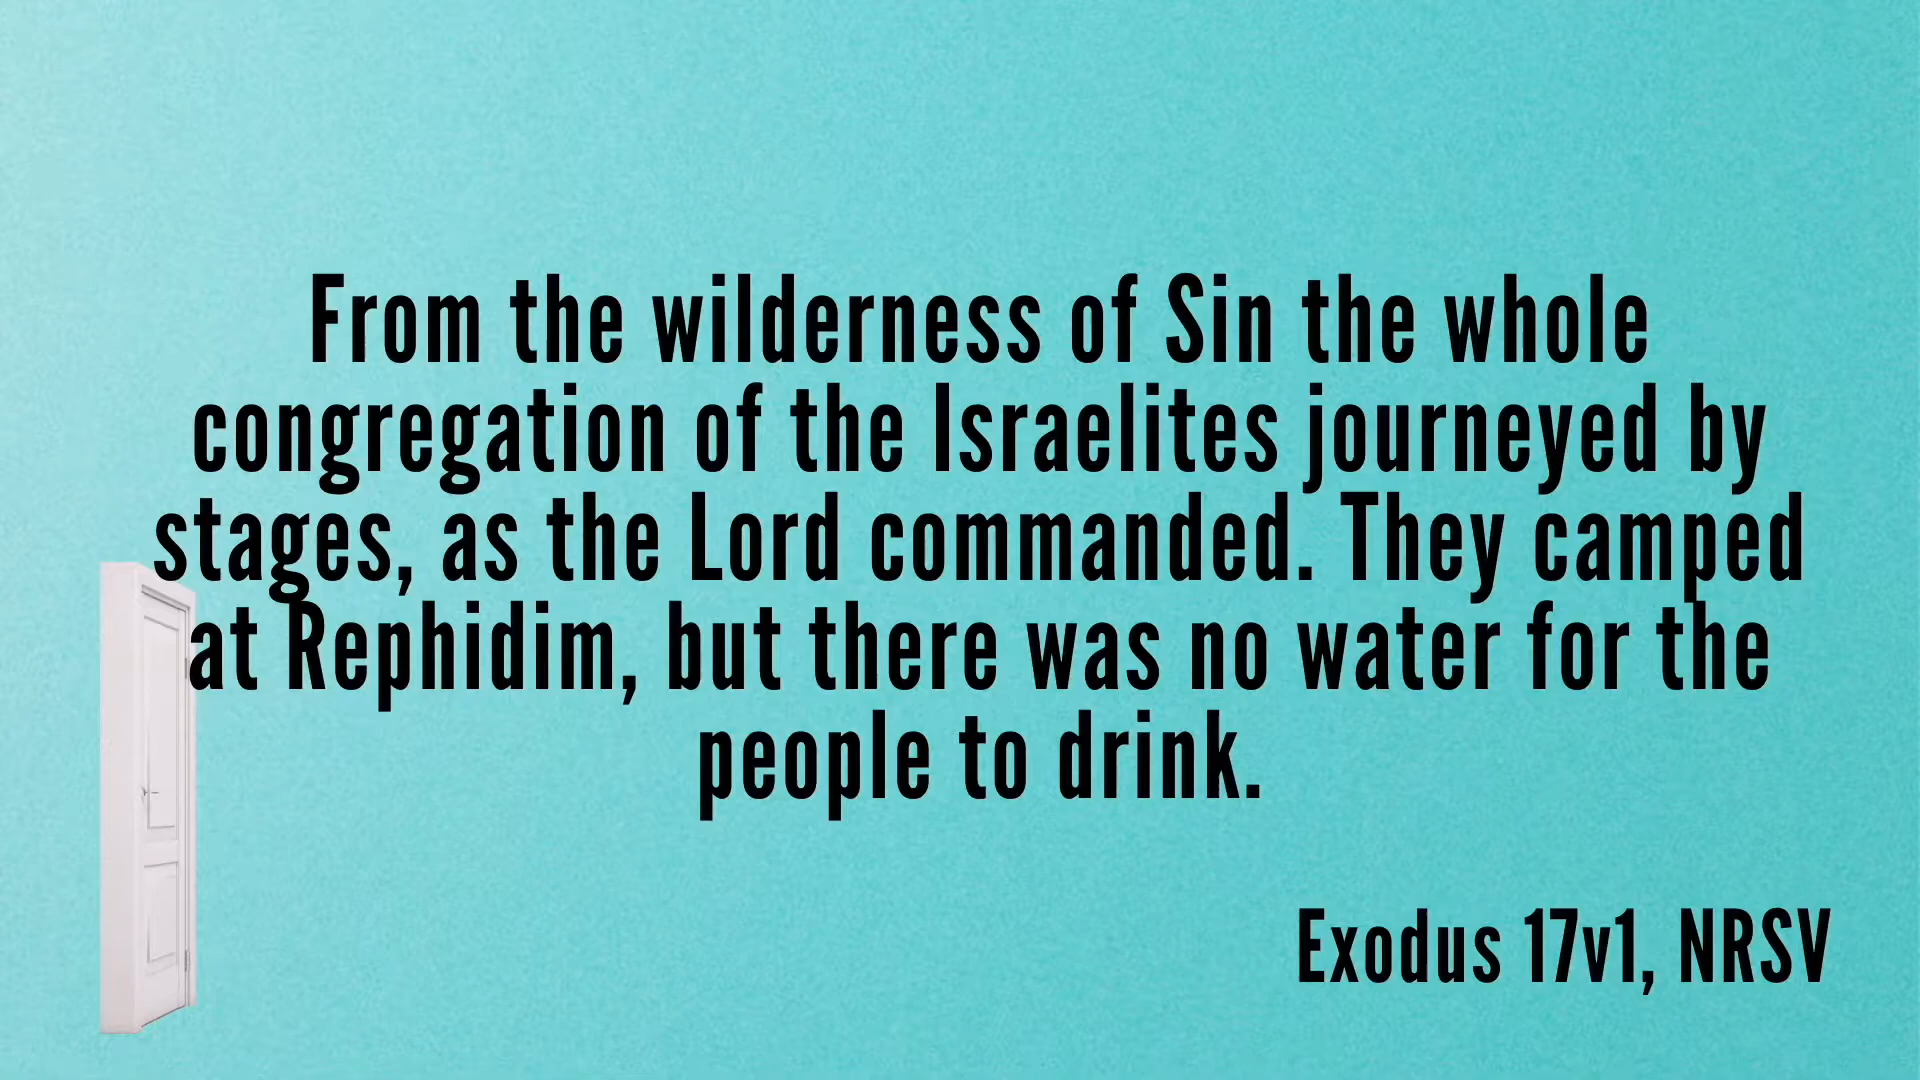 From the wilderness of Sin the whole
congregation of the Israelites journeyed by
stages, as the Lord commanded. They camped
at Rephidim, but there was no water for the
people to drink.
Exodus 17v1, NRSV